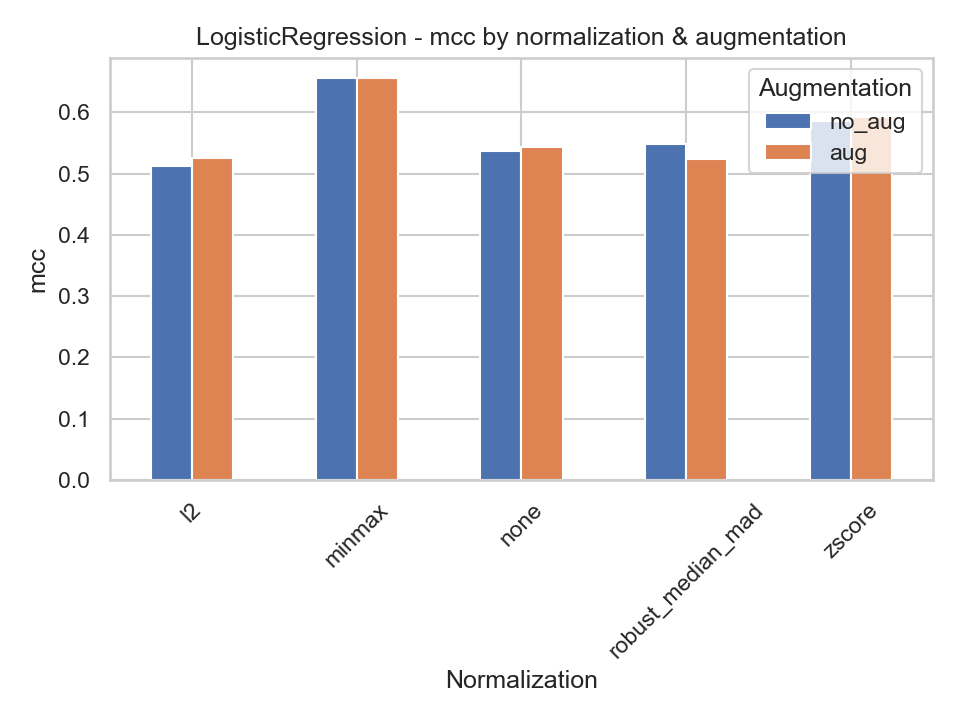 LogisticRegression - mcc by normalization & augmentation
Augmentation
no_aug
aug
0.6
0.5
0.4
0.3
0.2
0.1
0.0
mcc
l2
minmax
none
robust_median_mad
zscore
Normalization